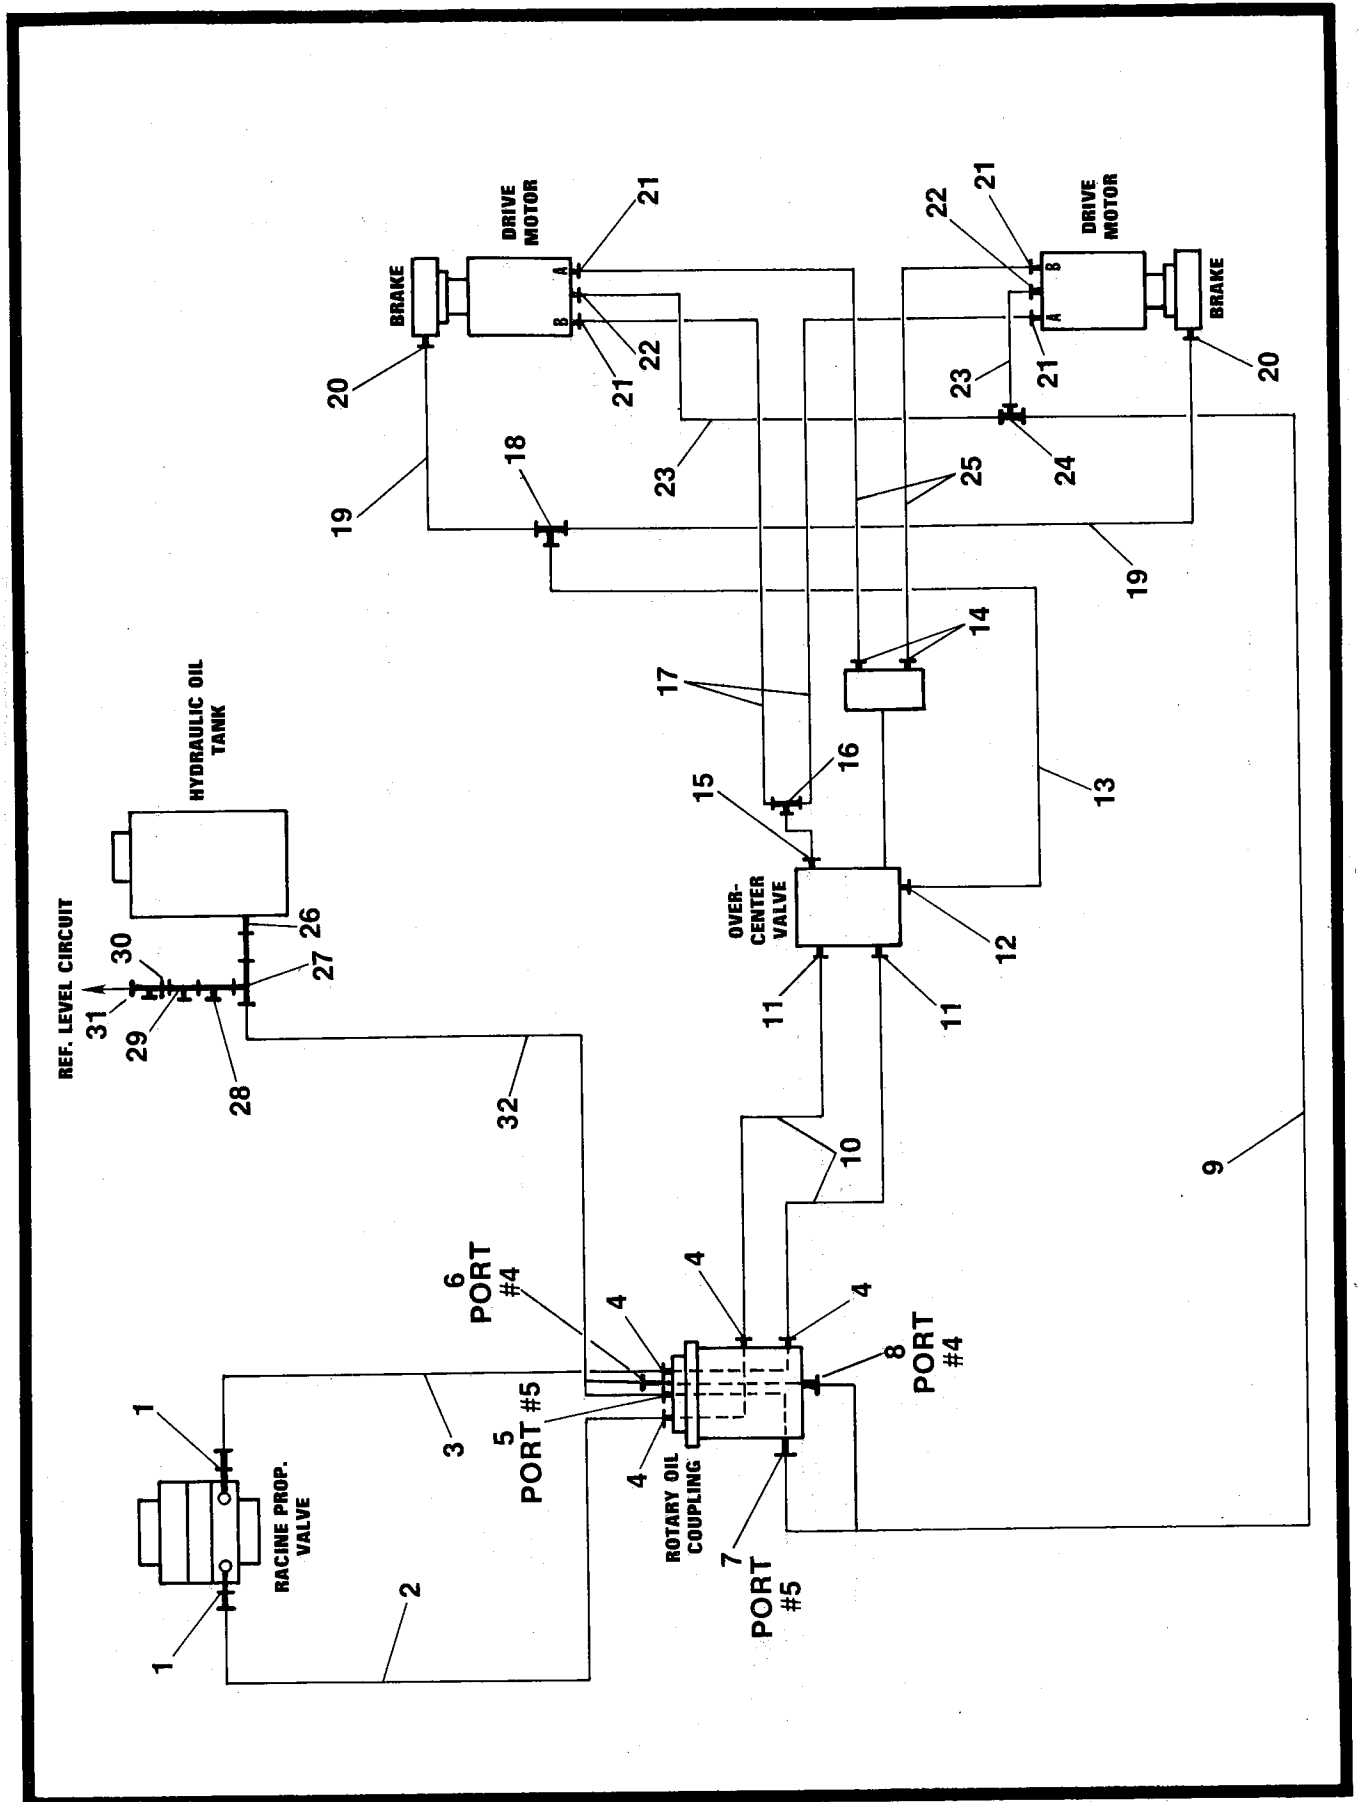 REF. LEVEL CIRCUIT
31
30
29
28
27
26
HYDRAULIC OIL
TANK
32
1
1
RACINE PROP.
VALVE
2
3
6
PORT
#4
5
PORT #5
4
4
4
4
ROTARY OIL
COUPLING
7
PORT
#5
8
PORT
#4
9
10
11
11
OVER-
CENTER
VALVE
12
13
14
15
16
17
18
19
19
20
BRAKE
DRIVE
MOTOR
B
A
21
21
22
23
23
24
25
22
21
21
A
B
DRIVE
MOTOR
BRAKE
20